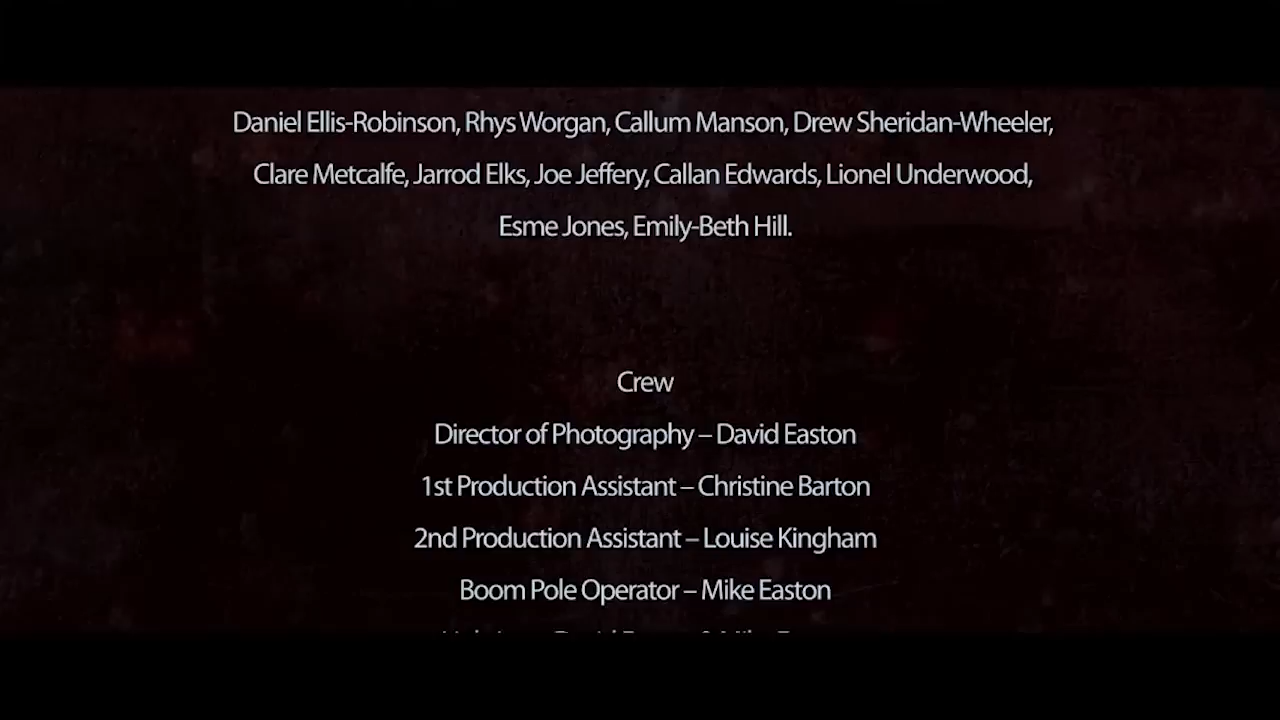 Daniel Ellis-Robinson, Rhys Worgan, Callum Manson, Drew Sheridan-Wheeler,
Clare Metcalfe, Jarrod Elks, Joe Jeffery, Callan Edwards, Lionel Underwood,
Esme Jones, Emily-Beth Hill.
Crew
Director of Photography – David Easton
1st Production Assistant – Christine Barton
2nd Production Assistant – Louise Kingham
Boom Pole Operator – Mike Easton